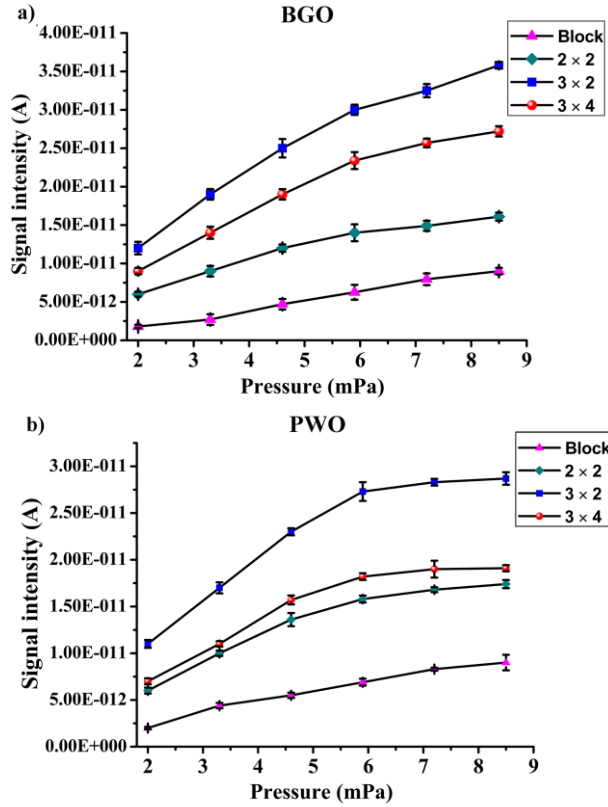 a)
BGO
4.00E-011
3.50E-011
3.00E-011
2.50E-011
2.00E-011
1.50E-011
1.00E-011
5.00E-012
0.00E+000
Signal intensity (A)
Block
2 × 2
3 × 2
3 × 4
2 3 4 5 6 7 8 9
Pressure (mPa)
b)
PWO
3.00E-011
2.50E-011
2.00E-011
1.50E-011
1.00E-011
5.00E-012
0.00E+000
Signal intensity (A)
Block
2 × 2
3 × 2
3 × 4
2 3 4 5 6 7 8 9
Pressure (mPa)